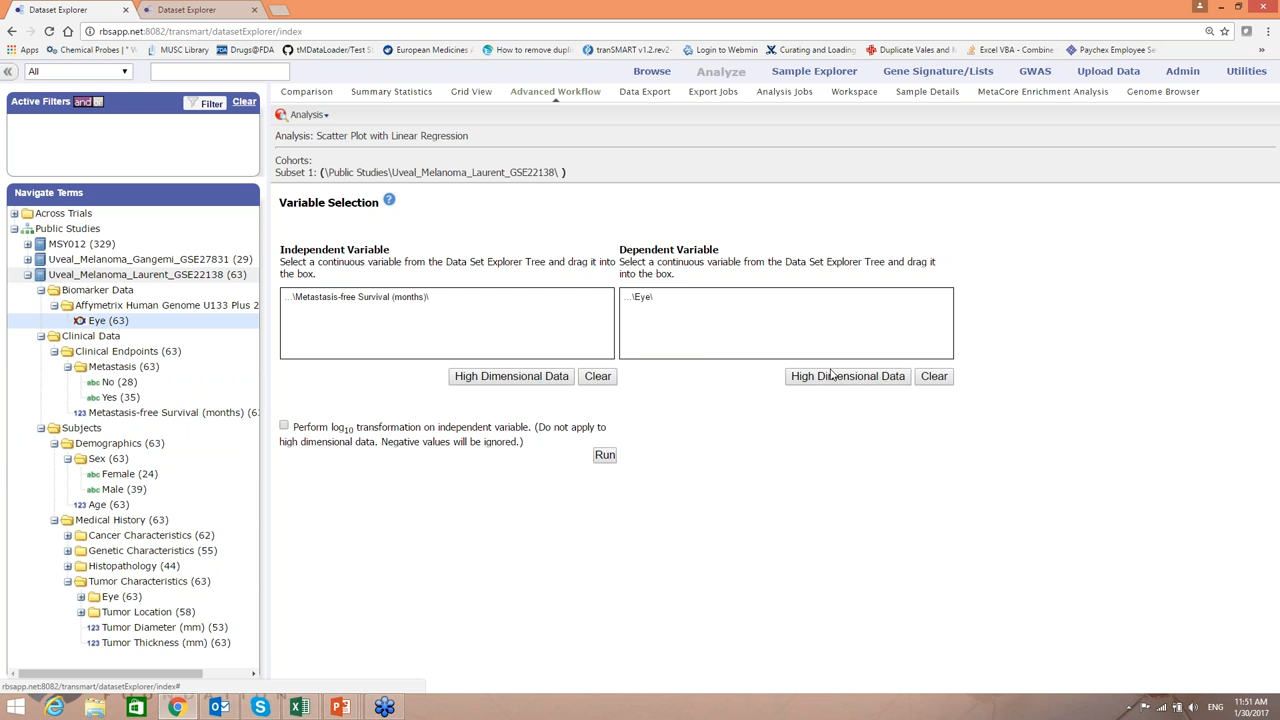 Dataset Explorer
Dataset Explorer
rbsapp.net:8082/transmart/datasetExplorer/index
Apps
Chemical Probes | "
MUSC Library
Drugs@FDA
tMDataLoader/Test St
European Medicines A
How to remove dupli
tranSMART v1.2.rev2-
Login to Webmin
Curating and Loading
Duplicate Vales and M
Excel VBA - Combine
Paychex Employee Se
All
Browse
Analyze
Sample Explorer
Gene Signature/Lists
GWAS
Upload Data
Admin
Utilities
Active Filters and or
Filter
Clear
Comparison
Summary Statistics
Grid View
Advanced Workflow
Data Export
Export Jobs
Analysis Jobs
Workspace
Sample Details
MetaCore Enrichment Analysis
Genome Browser
Analysis
Analysis: Scatter Plot with Linear Regression
Cohorts:
Subset 1: (\Public Studies\Uveal_Melanoma_Laurent_GSE22138\ )
Navigate Terms
Across Trials
Public Studies
MSY012 (329)
Uveal_Melanoma_Gangemi_GSE27831 (29)
Uveal_Melanoma_Laurent_GSE22138 (63)
Biomarker Data
Affymetrix Human Genome U133 Plus 2
Eye (63)
Clinical Data
Clinical Endpoints (63)
Metastasis (63)
abc No (28)
abc Yes (35)
123 Metastasis-free Survival (months) (6
Subjects
Demographics (63)
Sex (63)
abc Female (24)
abc Male (39)
123 Age (63)
Medical History (63)
Cancer Characteristics (62)
Genetic Characteristics (55)
Histopathology (44)
Tumor Characteristics (63)
Eye (63)
Tumor Location (58)
123 Tumor Diameter (mm) (53)
123 Tumor Thickness (mm) (63)
Variable Selection ?
Independent Variable
Select a continuous variable from the Data Set Explorer Tree and drag it into
the box.
...\Metastasis-free Survival (months)\
High Dimensional Data
Clear
Dependent Variable
Select a continuous variable from the Data Set Explorer Tree and drag it
into the box.
...\Eye\
High Dimensional Data
Clear
Perform log10 transformation on independent variable. (Do not apply to
high dimensional data. Negative values will be ignored.)
Run
rbsapp.net:8082/transmart/datasetExplorer/index#
ENG
11:51 AM
1/30/2017